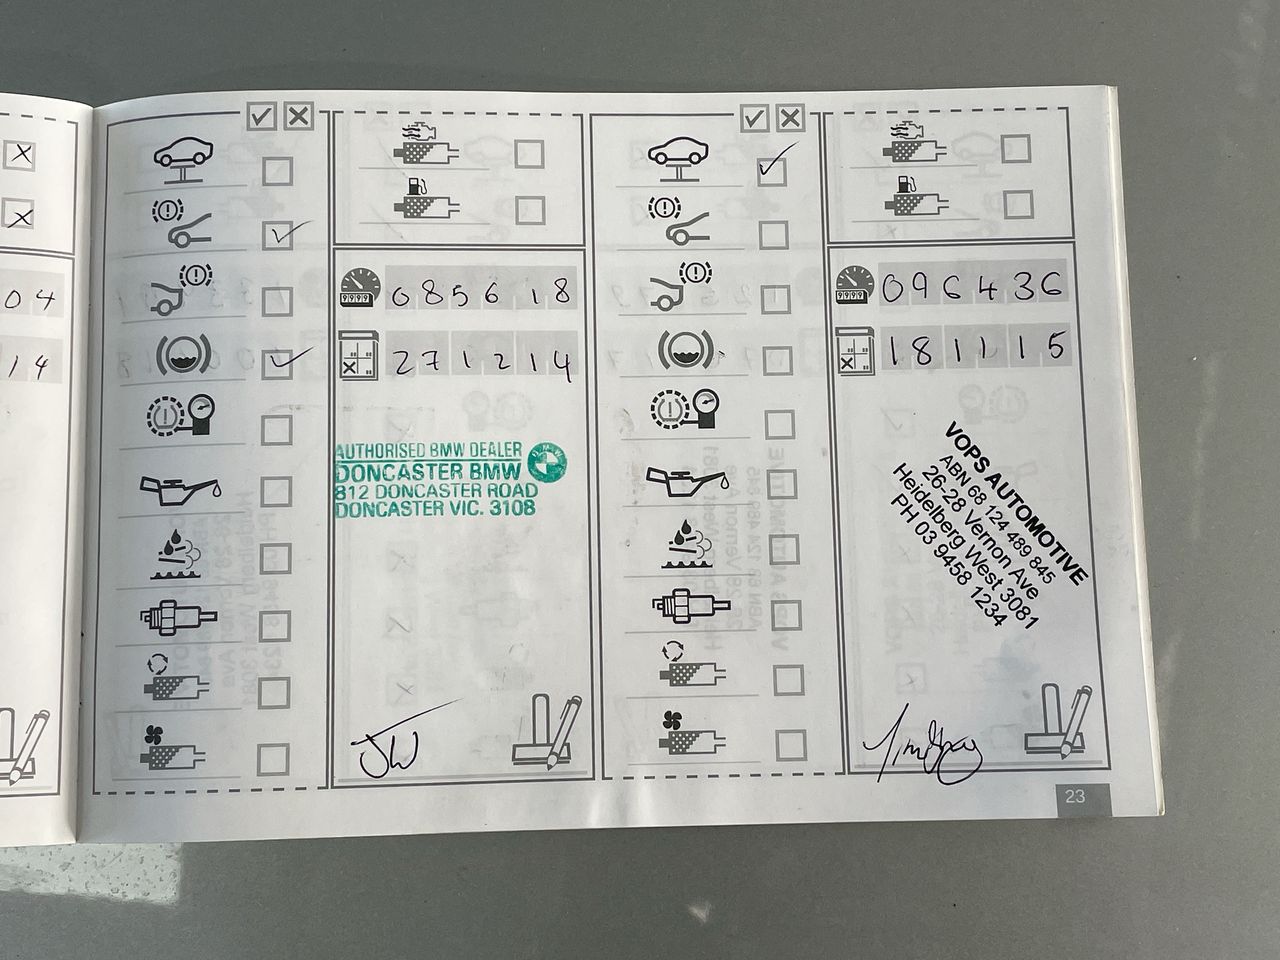 04
14
085618
271214
AUTHORISED BMW DEALER
DONCASTER BMW
812 DONCASTER ROAD
DONCASTER VIC. 3108
JW
096436
181115
VOPS AUTOMOTIVE
ABN 68 124 489 845
26-28 Vernon Ave
Heidelberg West 3081
PH 03 9458 1234
23